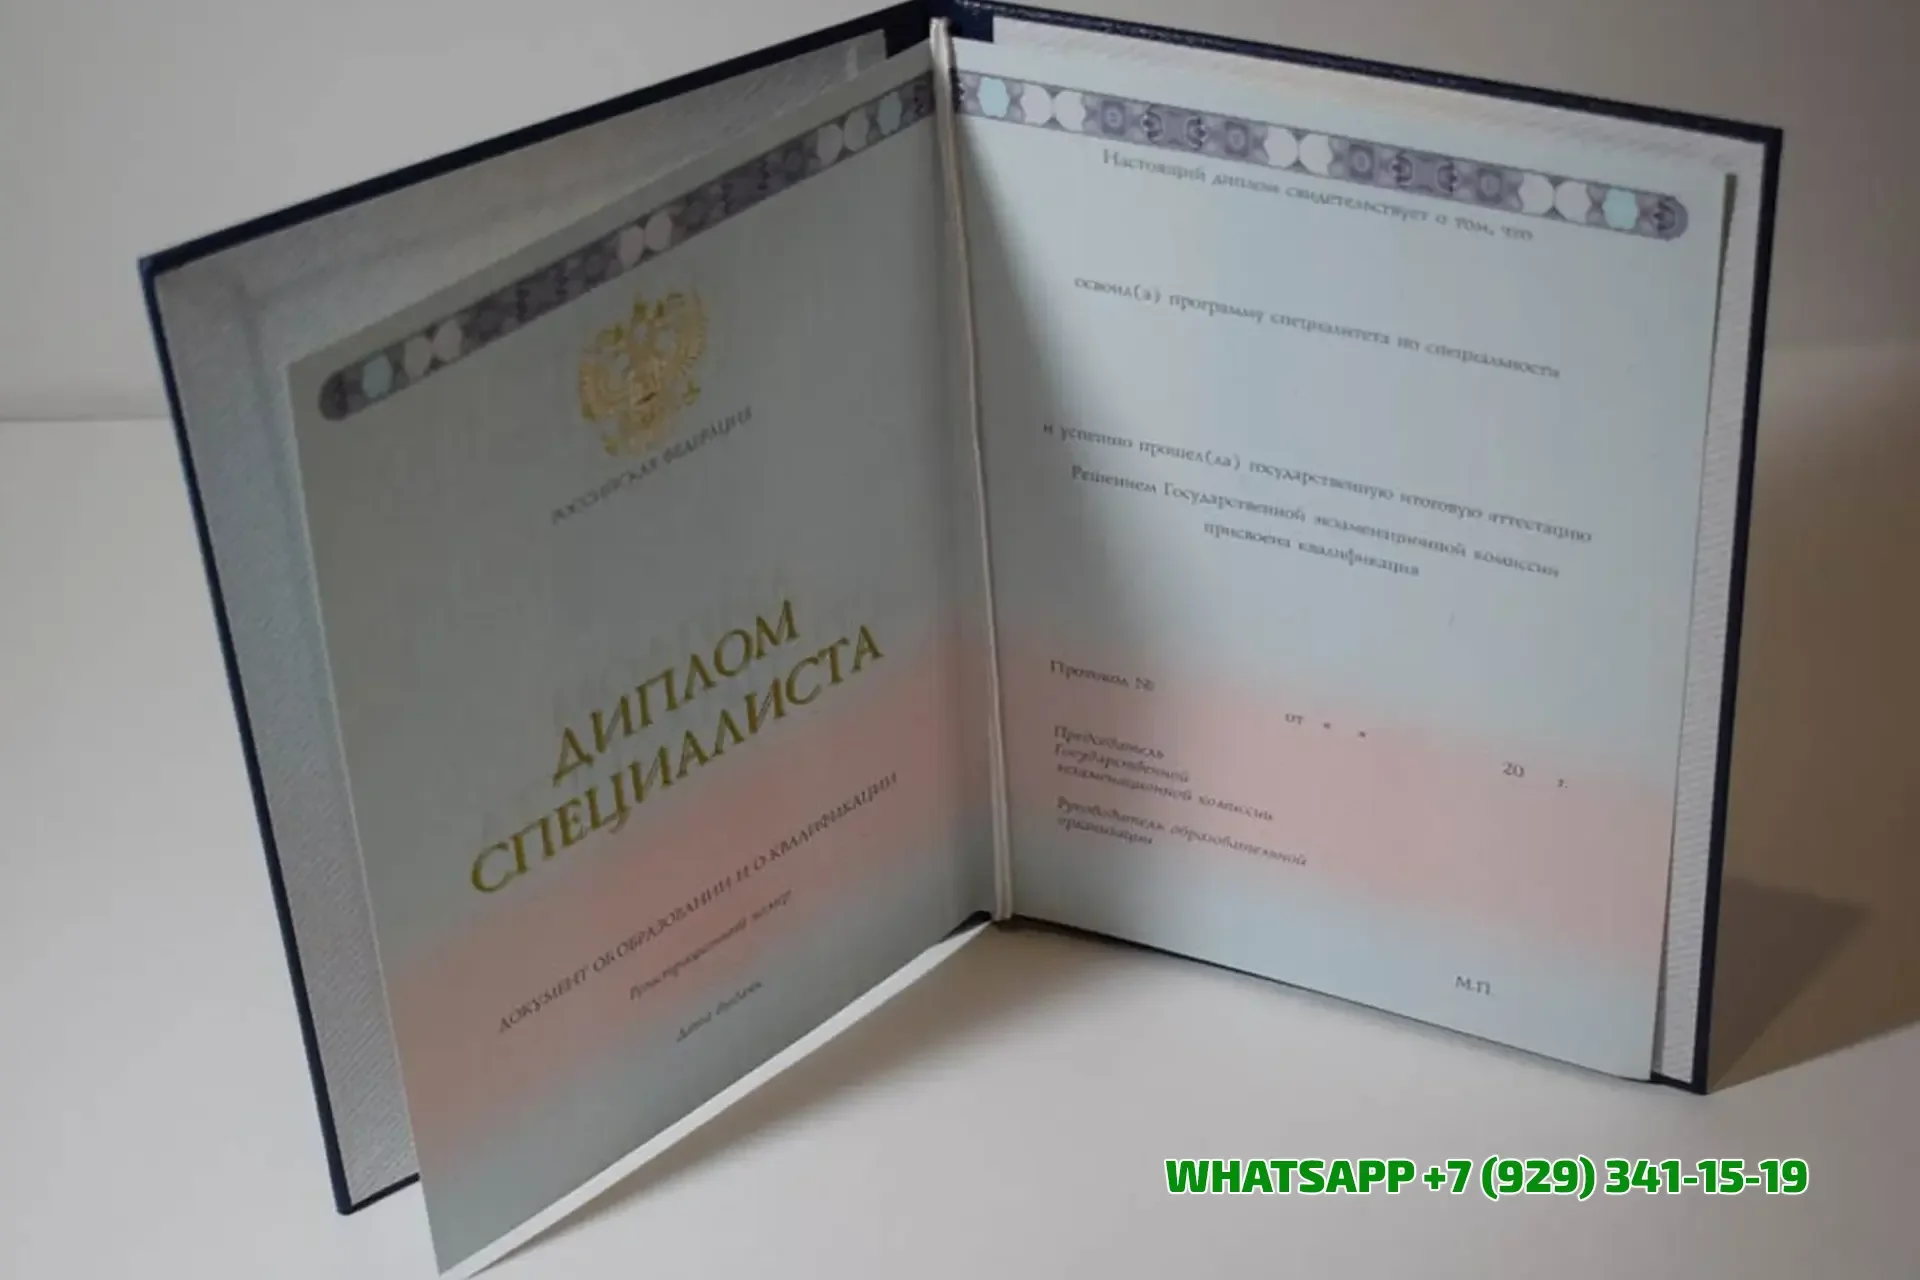 РОССИЙСКАЯ ФЕДЕРАЦИЯ
ДИПЛОМ
СПЕЦИАЛИСТА
ДОКУМЕНТ ОБ ОБРАЗОВАНИИ И О КВАЛИФИКАЦИИ
Регистрационный номер
Дата выдачи
Настоящий диплом свидетельствует о том, что
освоил(а) программу специалитета по специальности
и успешно прошел(ла) государственную итоговую аттестацию
Решением Государственной экзаменационной комиссии
присвоена квалификация
Протокол №
от « » 20 г.
Председатель
Государственной
экзаменационной комиссии
Руководитель образовательной
организации
М.П.
WHATSAPP +7 (929) 341-15-19